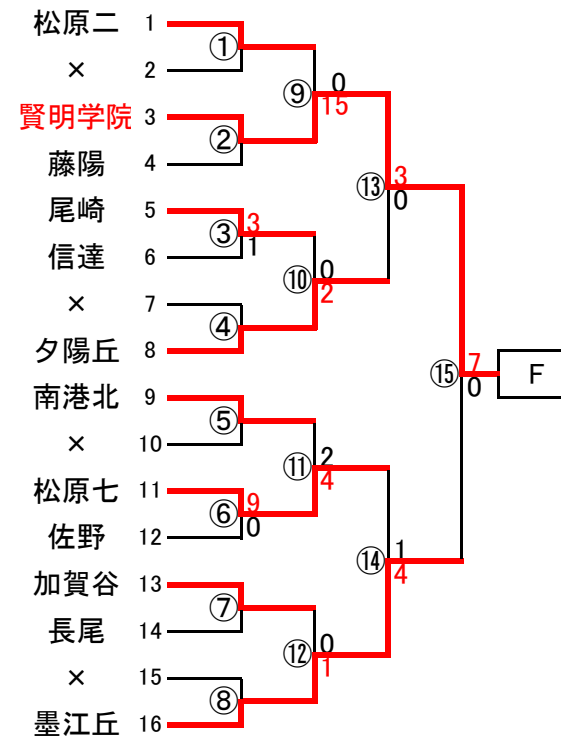 松原二 1
①
× 2
⑨ 0
15
賢明学院 3
②
藤陽 4
⑬ 3
0
尾崎 5
③ 3
1
信達 6
⑩ 0
2
× 7
④
夕陽丘 8
⑮ 7
0
F
南港北 9
⑤
× 10
⑪ 2
4
松原七 11
⑥ 9
0
佐野 12
⑭ 1
4
加賀谷 13
⑦
長尾 14
⑫ 0
1
× 15
⑧
墨江丘 16